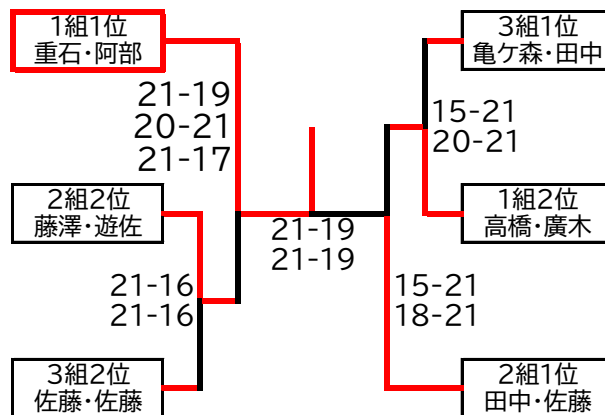 1組1位
重石・阿部
3組1位
亀ケ森・田中
21-19
20-21
21-17
15-21
20-21
2組2位
藤澤・遊佐
1組2位
高橋・廣木
21-19
21-19
21-16
21-16
15-21
18-21
3組2位
佐藤・佐藤
2組1位
田中・佐藤